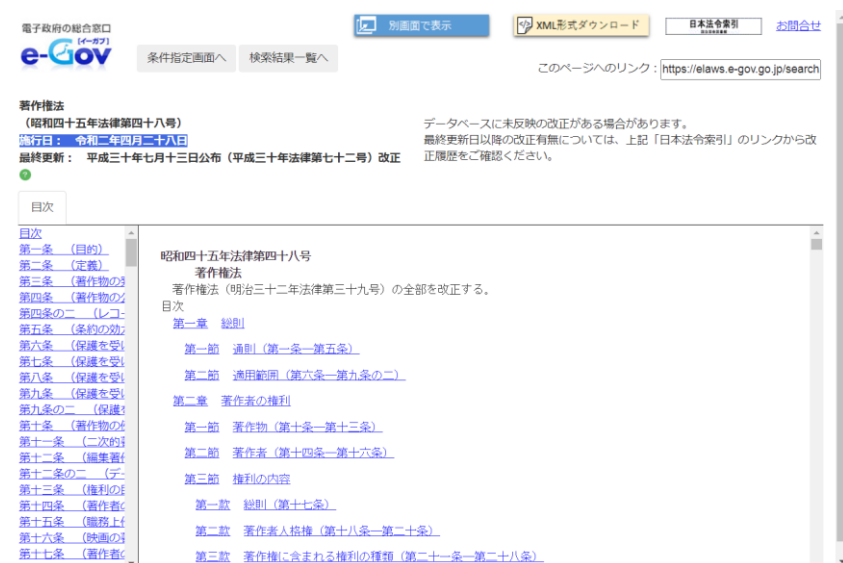 電子政府の総合窓口
(イーガブ)
e-Gov
条件指定画面へ 検索結果一覧へ
別画面で表示 XML形式ダウンロード 日本法令索引 お問合せ
このページへのリンク : https://elaws.e-gov.go.jp/search
著作権法
(昭和四十五年法律第四十八号)
施行日: 令和二年四月二十八日
最終更新: 平成三十年七月十三日公布(平成三十年法律第七十二号)改正
?
データベースに未反映の改正がある場合があります。
最終更新日以降の改正有無については、上記「日本法令索引」のリンクから改
正履歴をご確認ください。
目次
目次
第一条 (目的)
第二条 (定義)
第三条 (著作物の
第四条 (著作物の
第四条の二 (レコー
第五条 (条約の効
第六条 (保護を受
第七条 (保護を受
第八条 (保護を受
第九条 (保護を受
第九条の二 (保護
第十条 (著作物の
第十一条 (二次的
第十二条 (編集著
第十二条の二 (デー
第十三条 (権利の
第十四条 (著作者
第十五条 (職務上
第十六条 (映画の
第十七条 (著作者
昭和四十五年法律第四十八号
著作権法
著作権法(明治三十二年法律第三十九号)の全部を改正する。
目次
第一章 総則
第一節 通則(第一条―第五条)
第二節 適用範囲(第六条―第九条の二)
第二章 著作者の権利
第一節 著作物(第十条―第十三条)
第二節 著作者(第十四条―第十六条)
第三節 権利の内容
第一款 総則(第十七条)
第二款 著作者人格権(第十八条―第二十条)
第三款 著作権に含まれる権利の種類(第二十一条―第二十八条)